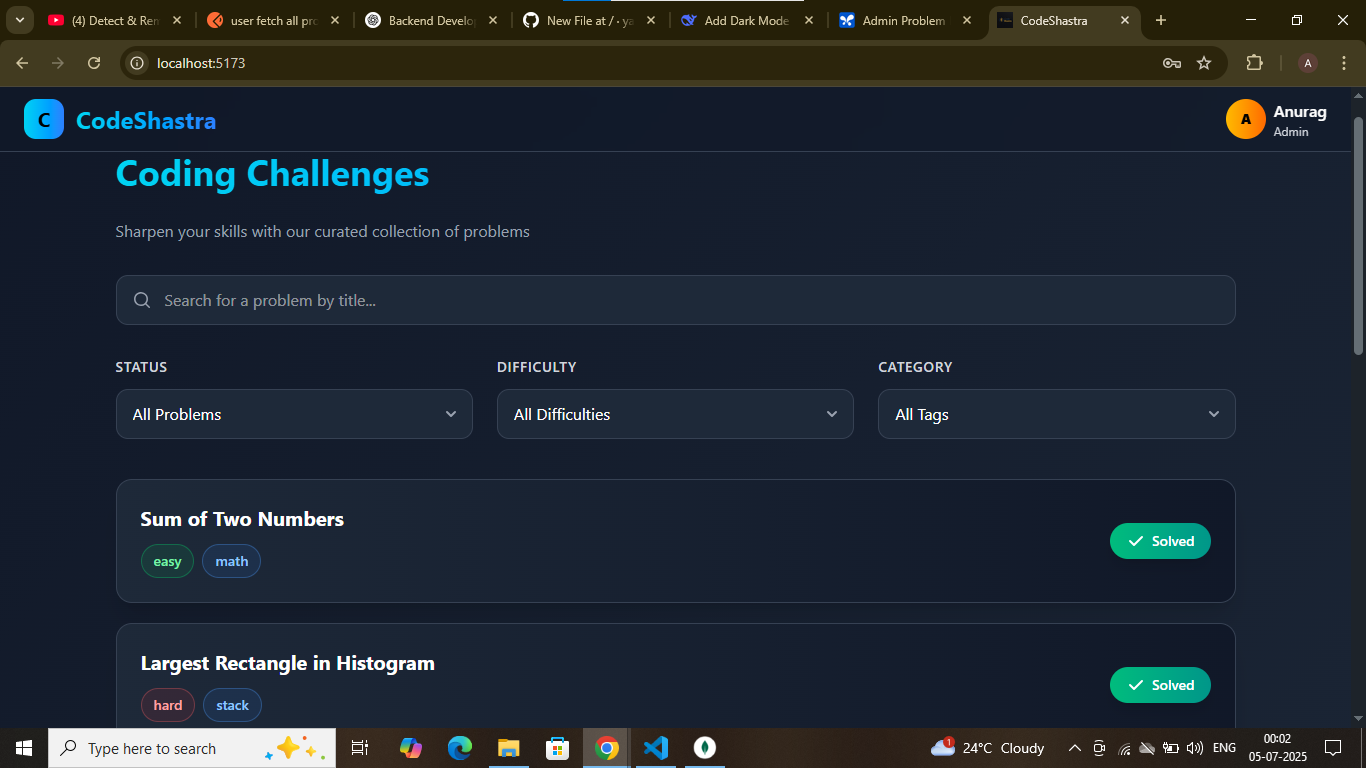 (4) Detect & Ren
user fetch all pro
Backend Develop
New File at / · ya
Add Dark Mode
Admin Problem
CodeShastra
localhost:5173
A
C
CodeShastra
A
Anurag
Admin
Coding Challenges
Sharpen your skills with our curated collection of problems
Search for a problem by title...
STATUS
DIFFICULTY
CATEGORY
All Problems
All Difficulties
All Tags
Sum of Two Numbers
easy
math
Solved
Largest Rectangle in Histogram
hard
stack
Solved
Type here to search
1
24°C Cloudy
ENG
00:02
05-07-2025